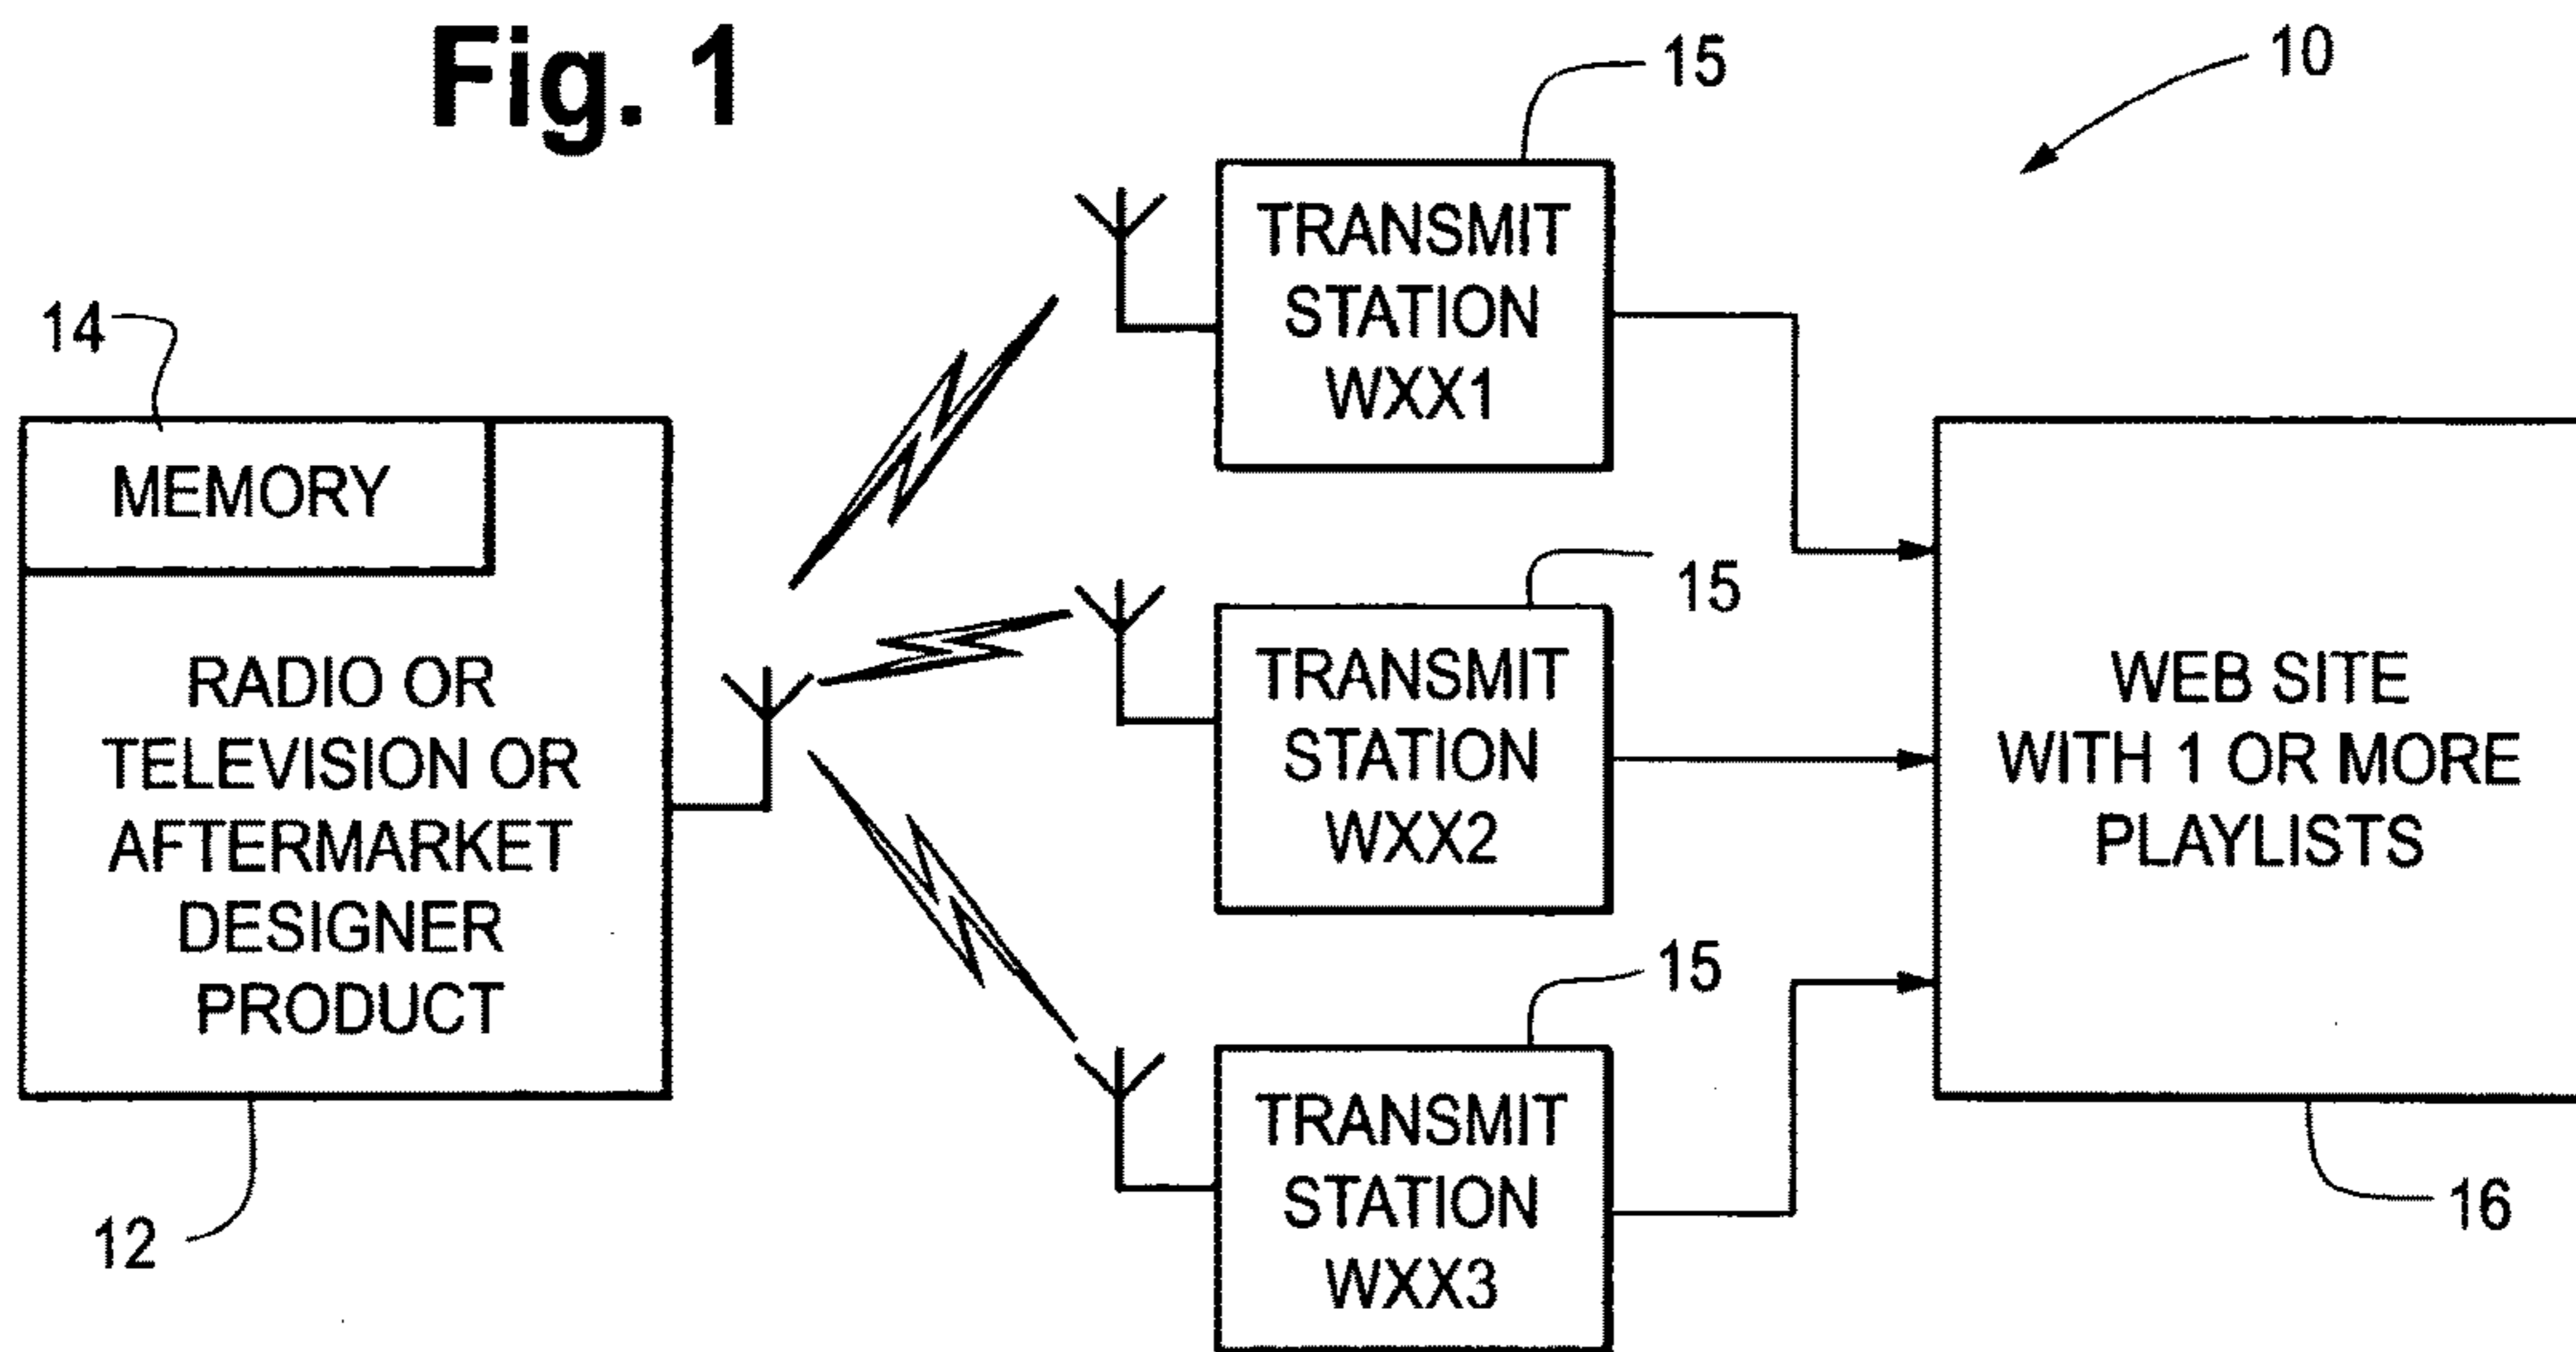 Fig. 1
10
15
TRANSMIT
STATION
WXX1
14
MEMORY
RADIO OR
TELEVISION OR
AFTERMARKET
DESIGNER
PRODUCT
12
15
TRANSMIT
STATION
WXX2
15
TRANSMIT
STATION
WXX3
WEB SITE
WITH 1 OR MORE
PLAYLISTS
16